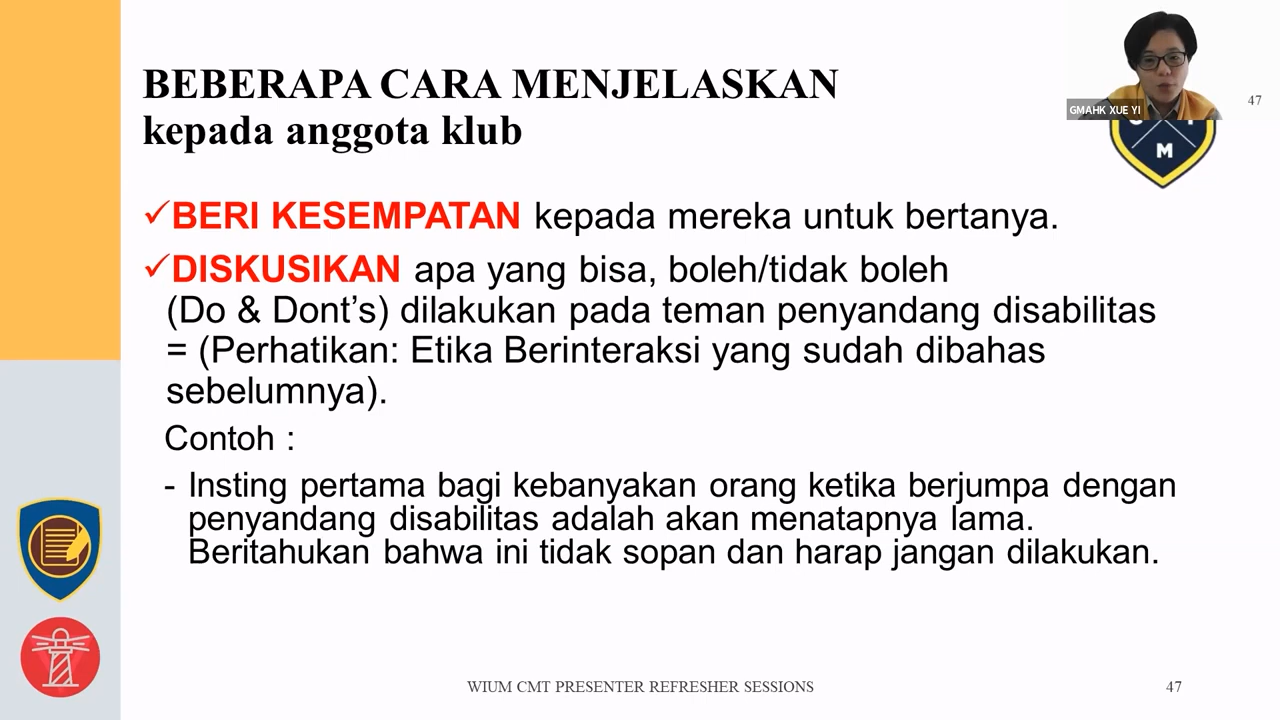 BEBERAPA CARA MENJELASKAN
kepada anggota klub
GMAHK XUE YI
47
M
✓BERI KESEMPATAN kepada mereka untuk bertanya.
✓DISKUSIKAN apa yang bisa, boleh/tidak boleh
(Do & Dont’s) dilakukan pada teman penyandang disabilitas
= (Perhatikan: Etika Berinteraksi yang sudah dibahas
sebelumnya).
Contoh :
- Insting pertama bagi kebanyakan orang ketika berjumpa dengan
penyandang disabilitas adalah akan menatapnya lama.
Beritahukan bahwa ini tidak sopan dan harap jangan dilakukan.
WIUM CMT PRESENTER REFRESHER SESSIONS
47